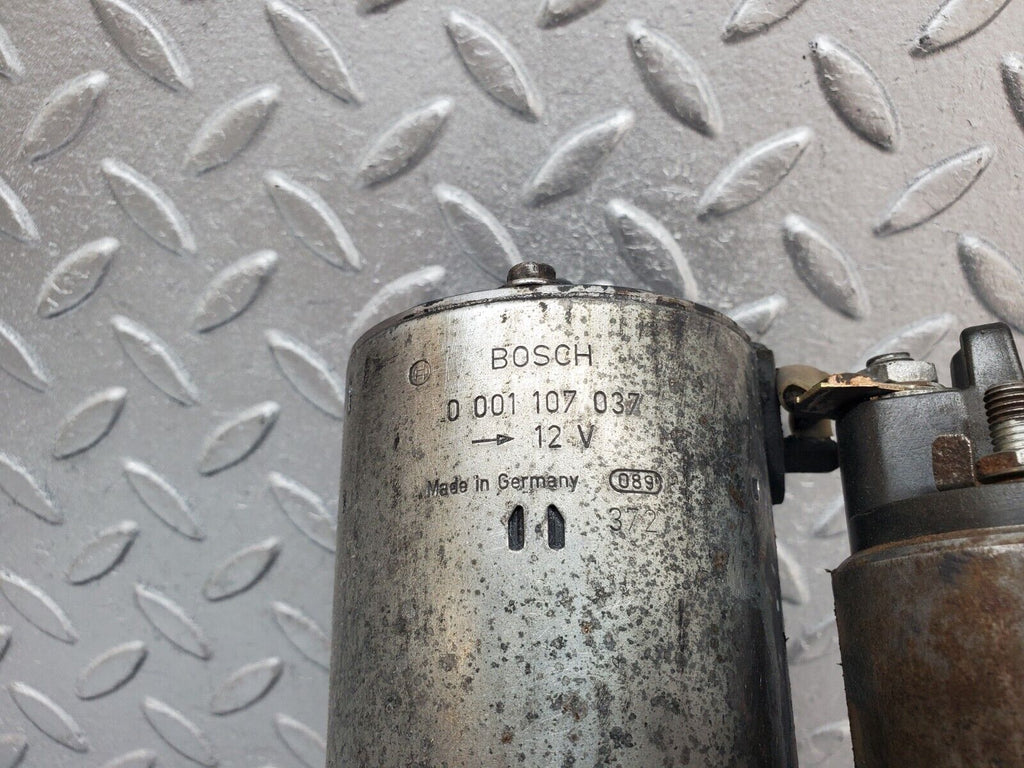 BOSCH
0 001 107 037
→ 12 V
Made in Germany 089
372